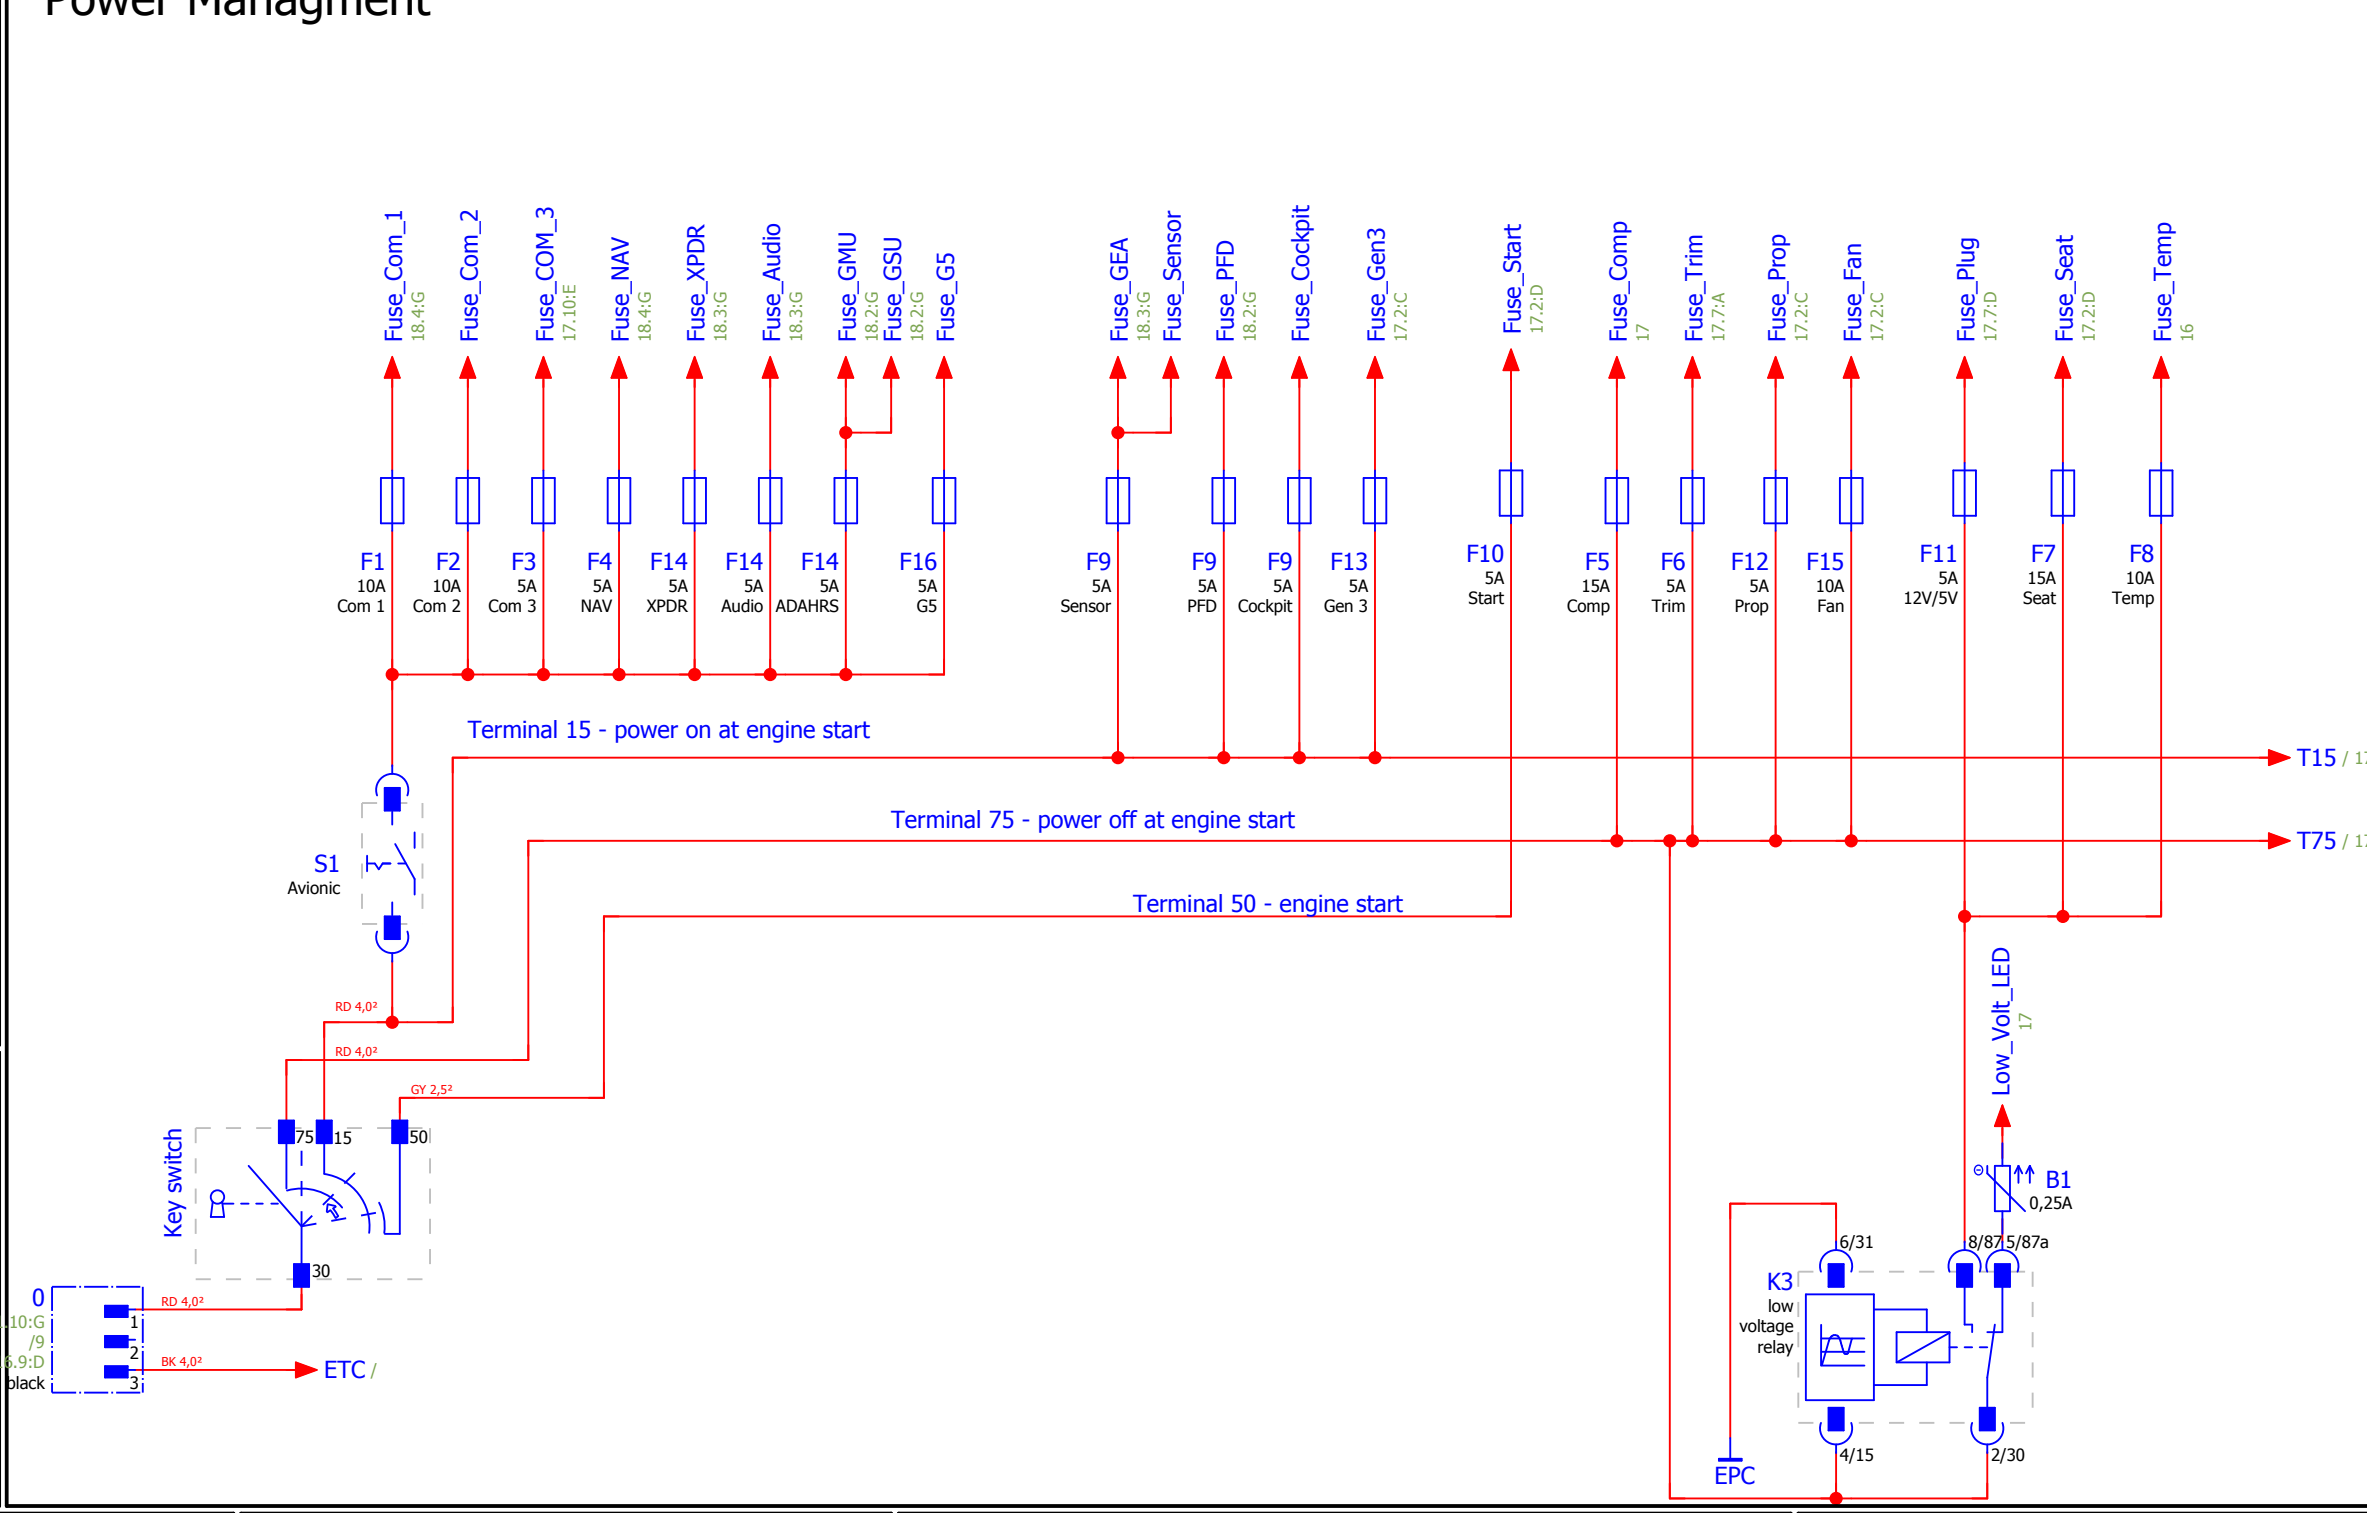 Power Managment
Fuse_Com_1
18.4:G
Fuse_Com_2
Fuse_COM_3
17.10:E
Fuse_NAV
18.4:G
Fuse_XPDR
18.3:G
Fuse_Audio
18.3:G
Fuse_GMU
18.2:G
Fuse_GSU
18.2:G
Fuse_G5
Fuse_GEA
18.3:G
Fuse_Sensor
Fuse_PFD
18.2:G
Fuse_Cockpit
Fuse_Gen3
17.2:C
Fuse_Start
17.2:D
Fuse_Comp
17
Fuse_Trim
17.7:A
Fuse_Prop
17.2:C
Fuse_Fan
17.2:C
Fuse_Plug
17.7:D
Fuse_Seat
17.2:D
Fuse_Temp
16
F1
10A
Com 1
F2
10A
Com 2
F3
5A
Com 3
F4
5A
NAV
F14
5A
XPDR
F14
5A
Audio
F14
5A
ADAHRS
F16
5A
G5
F9
5A
Sensor
F9
5A
PFD
F9
5A
Cockpit
F13
5A
Gen 3
F10
5A
Start
F5
15A
Comp
F6
5A
Trim
F12
5A
Prop
F15
10A
Fan
F11
5A
12V/5V
F7
15A
Seat
F8
10A
Temp
Terminal 15 - power on at engine start
T15 / 17
Terminal 75 - power off at engine start
T75 / 17
S1
Avionic
Terminal 50 - engine start
Low_Volt_LED
17
RD 4,0²
RD 4,0²
GY 2,5²
Key switch
75
15
50
30
B1
0,25A
6/31
8/87
5/87a
K3
low
voltage
relay
4/15
2/30
EPC
0
10:G
/9
6.9:D
black
1
2
3
RD 4,0²
BK 4,0²
ETC /